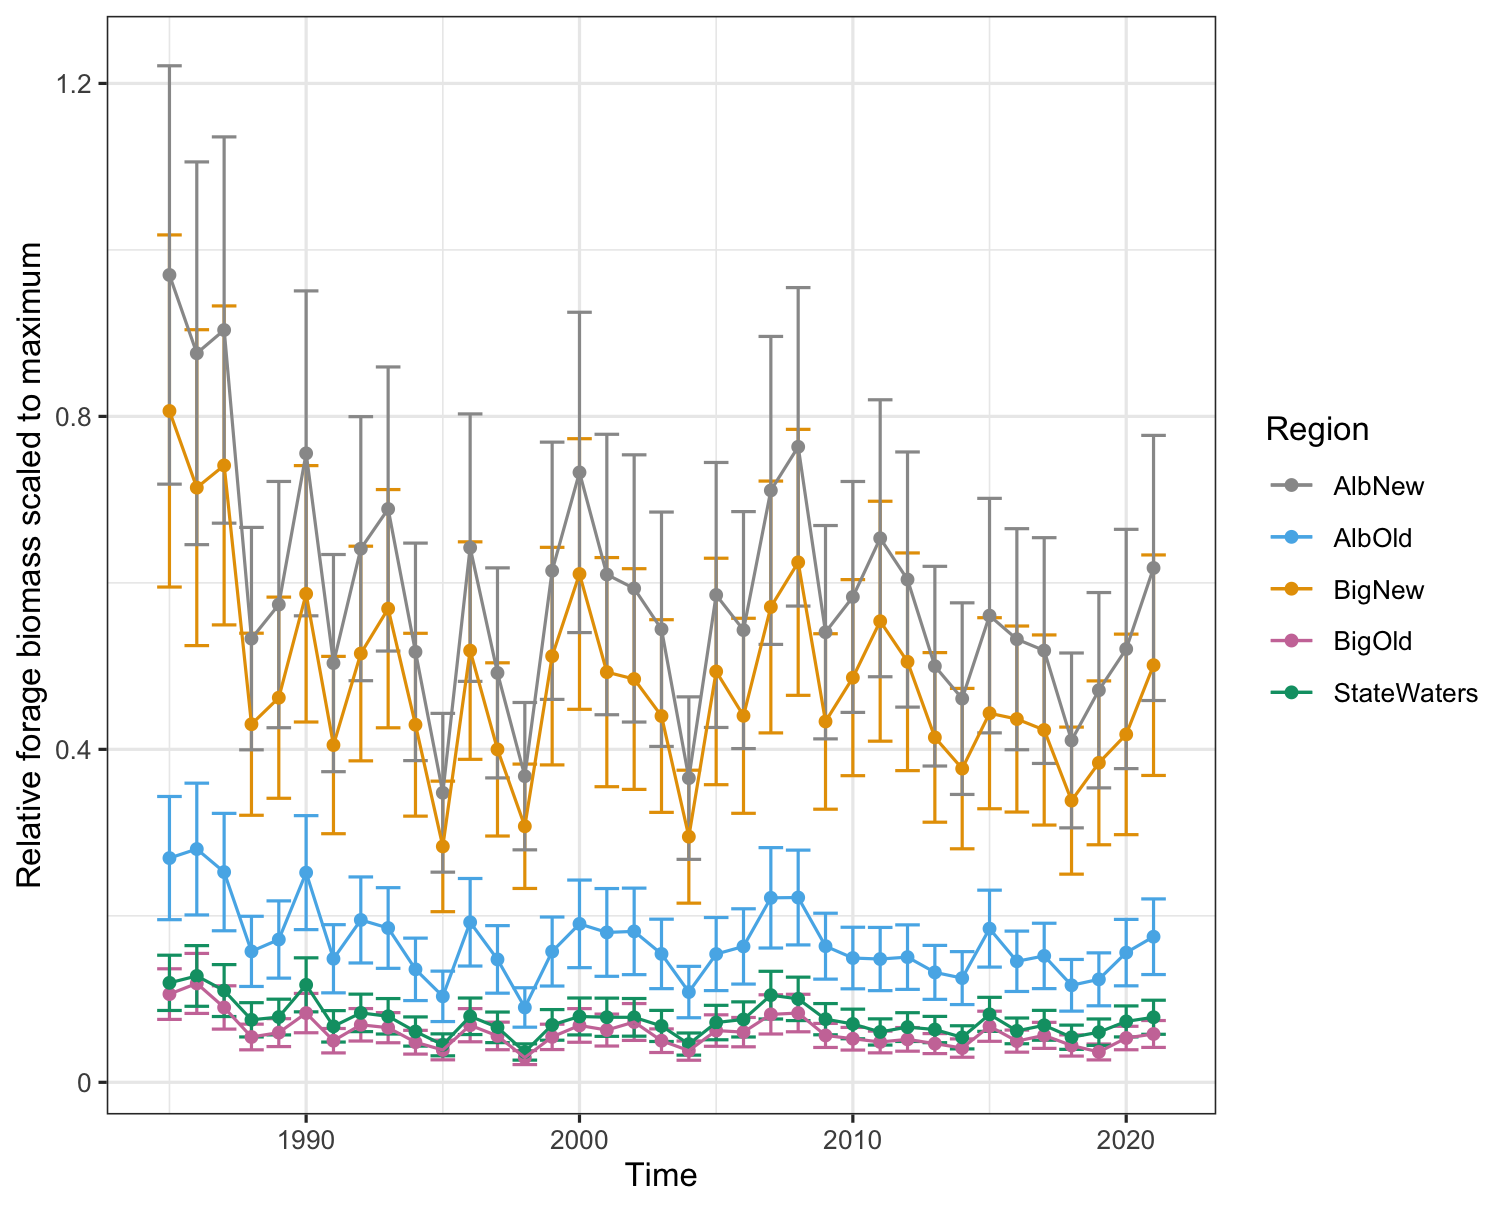 Relative forage biomass scaled to maximum
1.2
0.8
0.4
0
1990
2000
2010
2020
Time
Region
AlbNew
AlbOld
BigNew
BigOld
StateWaters